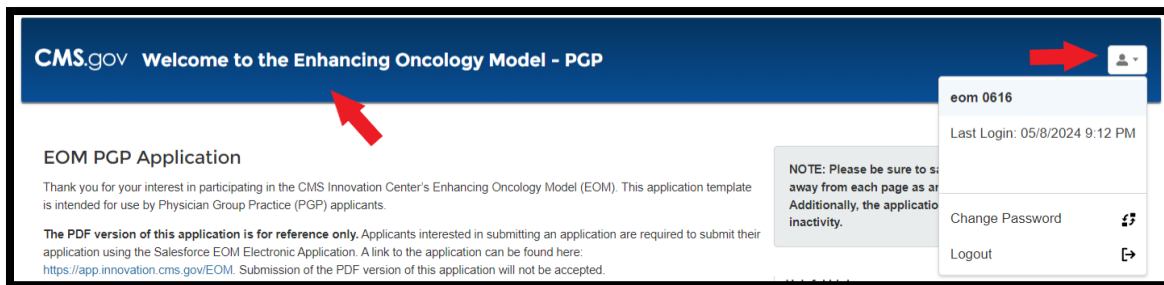 CMS.gov Welcome to the Enhancing Oncology Model - PGP
eom 0616
Last Login: 05/8/2024 9:12 PM
Change Password
Logout
EOM PGP Application
Thank you for your interest in participating in the CMS Innovation Center's Enhancing Oncology Model (EOM). This application template
is intended for use by Physician Group Practice (PGP) applicants.
The PDF version of this application is for reference only. Applicants interested in submitting an application are required to submit their
application using the Salesforce EOM Electronic Application. A link to the application can be found here:
https://app.innovation.cms.gov/EOM. Submission of the PDF version of this application will not be accepted.
NOTE: Please be sure to
away from each page as
Additionally, the
inactivity.